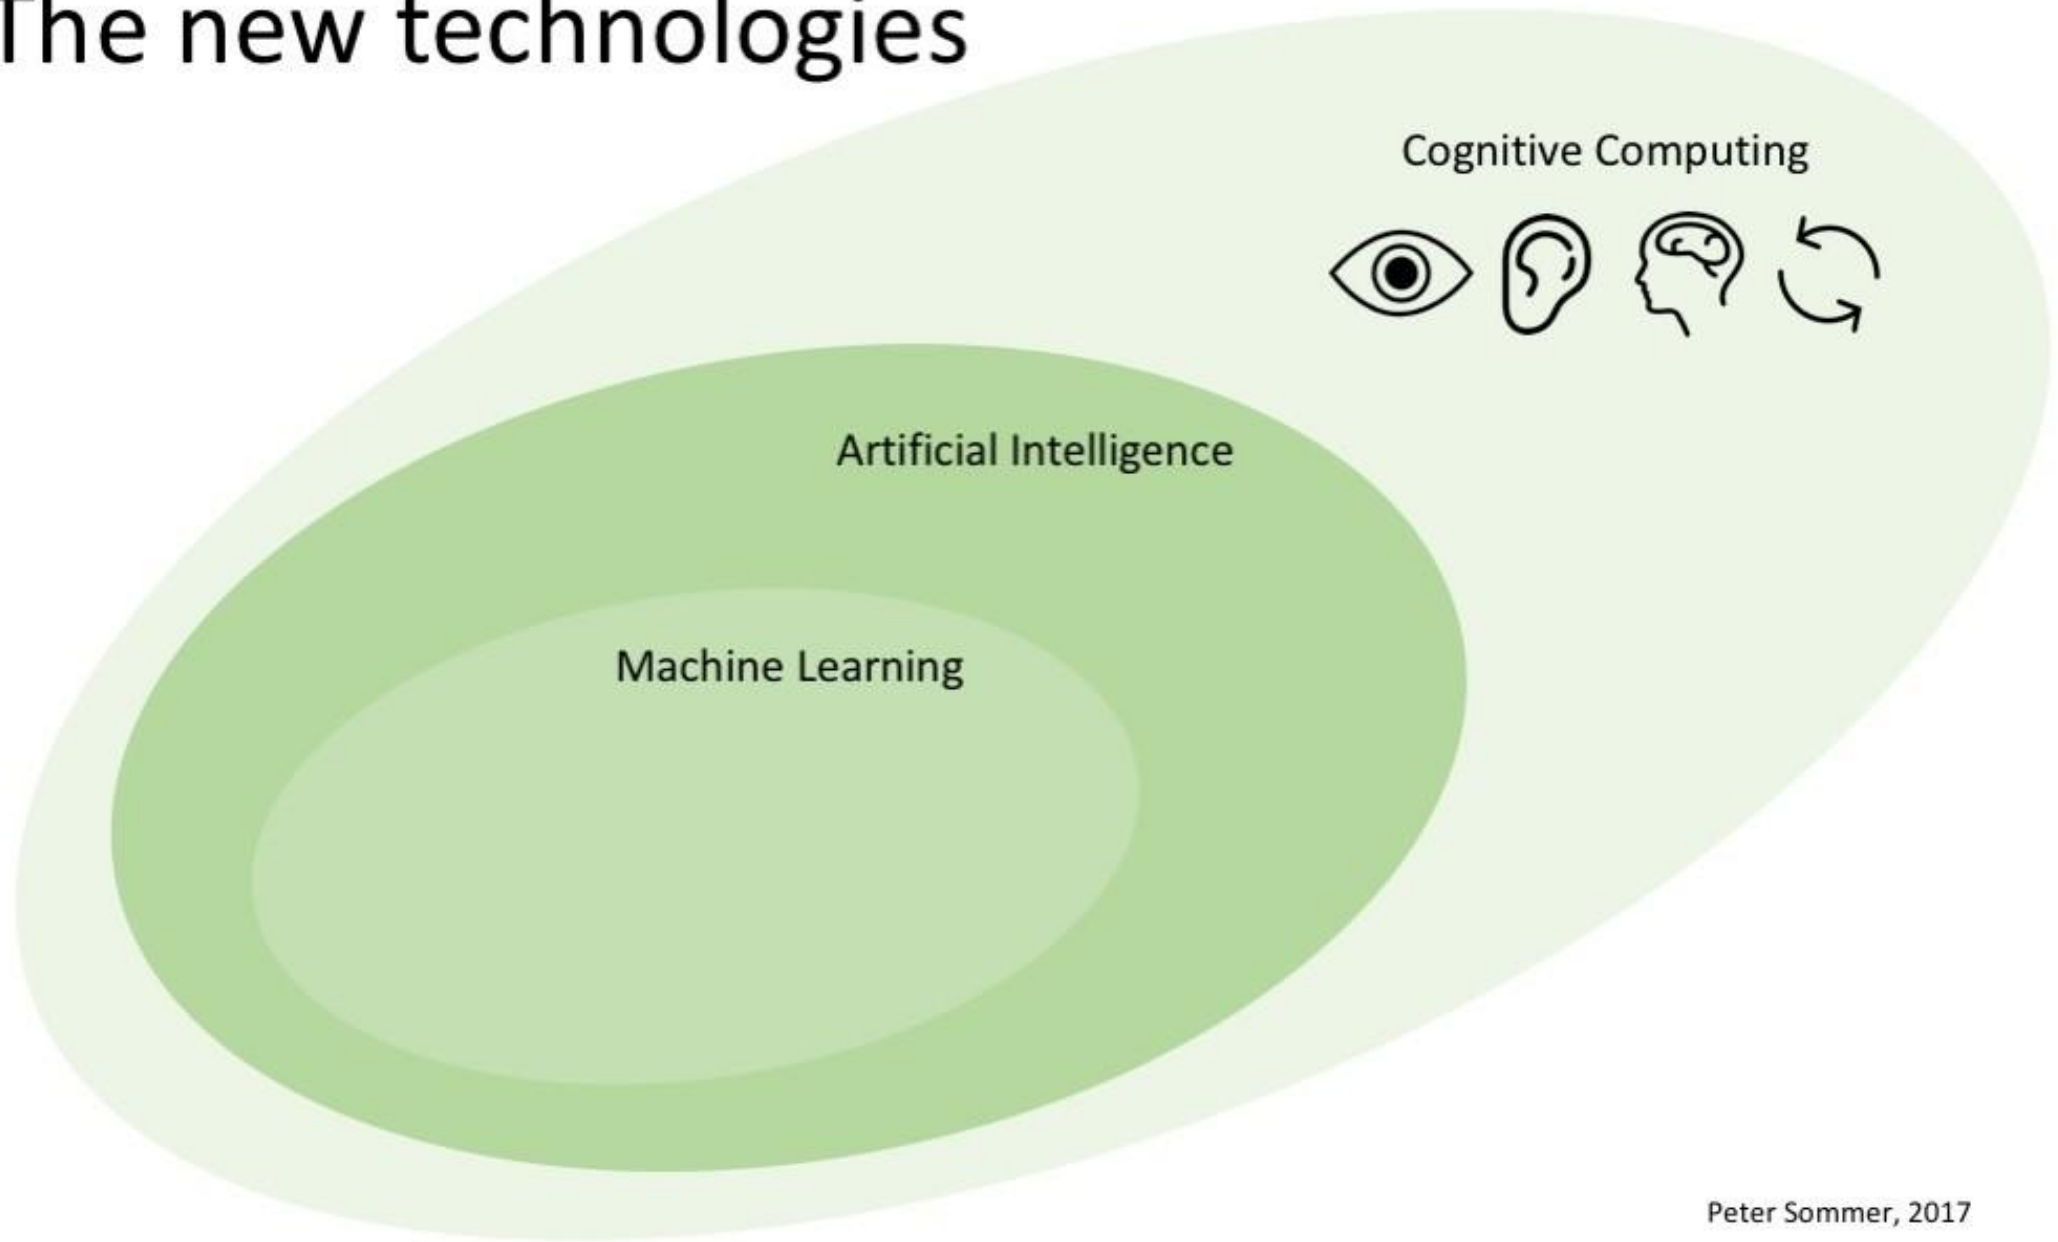 The new technologies
Cognitive Computing
Artificial Intelligence
Machine Learning
Peter Sommer, 2017